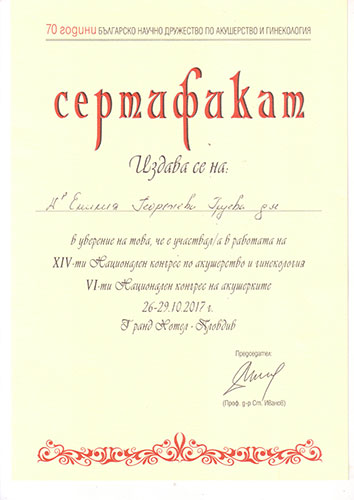 70 години БЪЛГАРСКО НАУЧНО ДРУЖЕСТВО ПО АКУШЕРСТВО И ГИНЕКОЛОГИЯ
сертификат
Издава се на:
Д-р Емилия Георгиева Груева дм
в уверение на това, че е участвал/а в работата на
XIV-ти Национален конгрес по акушерство и гинекология
VI-ти Национален конгрес на акушерките
26-29.10.2017 г.
Гранд Хотел - Пловдив
Председател:
(Проф. д-р Ст. Иванов)